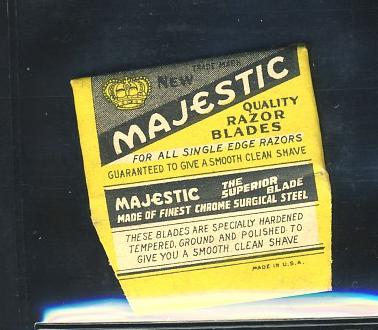 TRADE MARK
NEW
MAJESTIC
QUALITY
RAZOR
BLADES
FOR ALL SINGLE EDGE RAZORS
GUARANTEED TO GIVE A SMOOTH CLEAN SHAVE
MAJESTIC THE SUPERIOR BLADE
MADE OF FINEST CHROME SURGICAL STEEL
THESE BLADES ARE SPECIALLY HARDENED
TEMPERED, GROUND AND POLISHED TO
GIVE YOU A SMOOTH CLEAN SHAVE
MADE IN U.S.A.